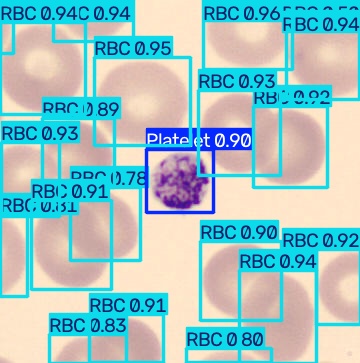 RBC 0.94
C 0.94
RBC 0.96
RBC 0.94
RBC 0.95
RBC 0.93
RBC 0.92
RBC 0.89
RBC 0.93
Platelet 0.90
RBC 0.78
RBC 0.91
RBC 0.81
RBC 0.90
RBC 0.92
RBC 0.94
RBC 0.91
RBC 0.83
RBC 0.80